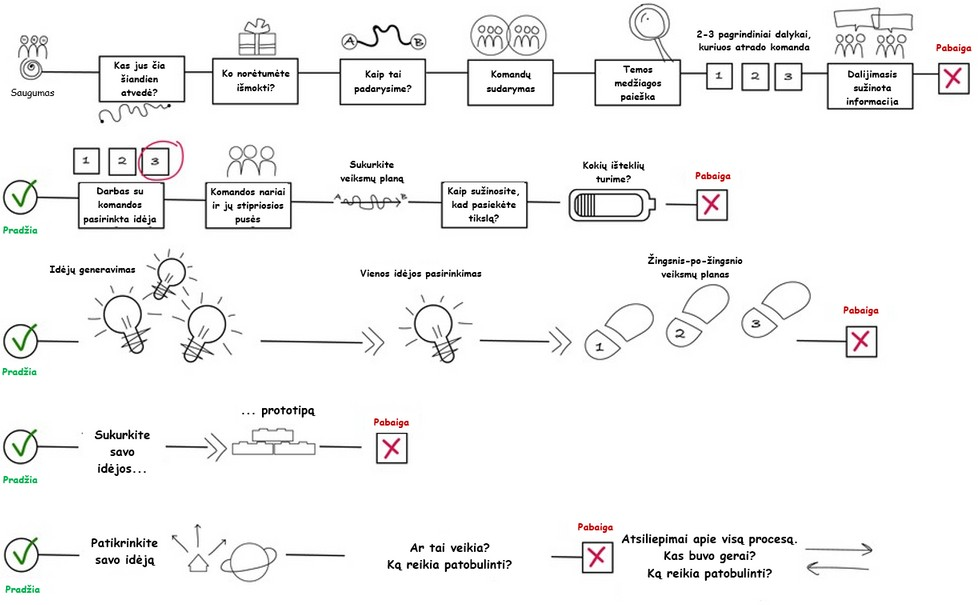 Saugumas
Kas jus čia
šiandien
atvedė?
Ko norėtumėte
išmokti?
A B
Kaip tai
padarysime?
Komandų
sudarymas
Temos
medžiagos
paieška
2-3 pagrindiniai dalykai,
kuriuos atrado komanda
1 2 3
Dalijimasis
sužinota
informacija
Pabaiga
1 2 3
Pradžia
Darbas su
komandos
pasirinkta idėja
Komandos nariai
ir jų stipriosios
pusės
Sukurkite
veiksmų planą
A B
Kaip sužinosite,
kad pasiekėte
tikslą?
Kokių išteklių
turime?
Pabaiga
Idėjų generavimas
Pradžia
Vienos idėjos pasirinkimas
Žingsnis-po-žingsnio
veiksmų planas
1 2 3
Pabaiga
Pradžia
Sukurkite
savo
idėjos...
... prototipą
Pabaiga
Pradžia
Patikrinkite
savo idėją
Ar tai veikia?
Ką reikia patobulinti?
Pabaiga
Atsiliepimai apie visą procesą.
Kas buvo gerai?
Ką reikia patobulinti?